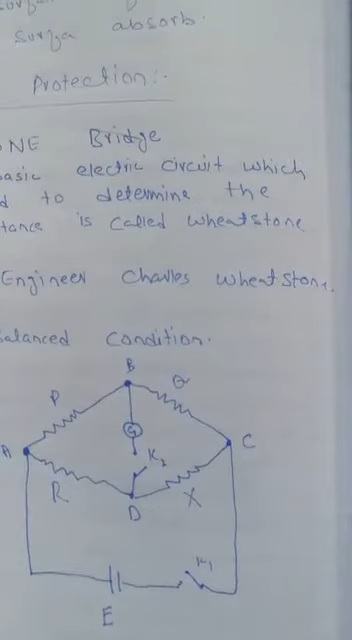 surfa absorb.
Protection:-
NE Bridge
basic electric circuit which
to determine the
tance is called wheatstone
Engineer Charles wheatstone.
Balanced condition.
B
P Q
G
A K2 C
R D X
K1
E